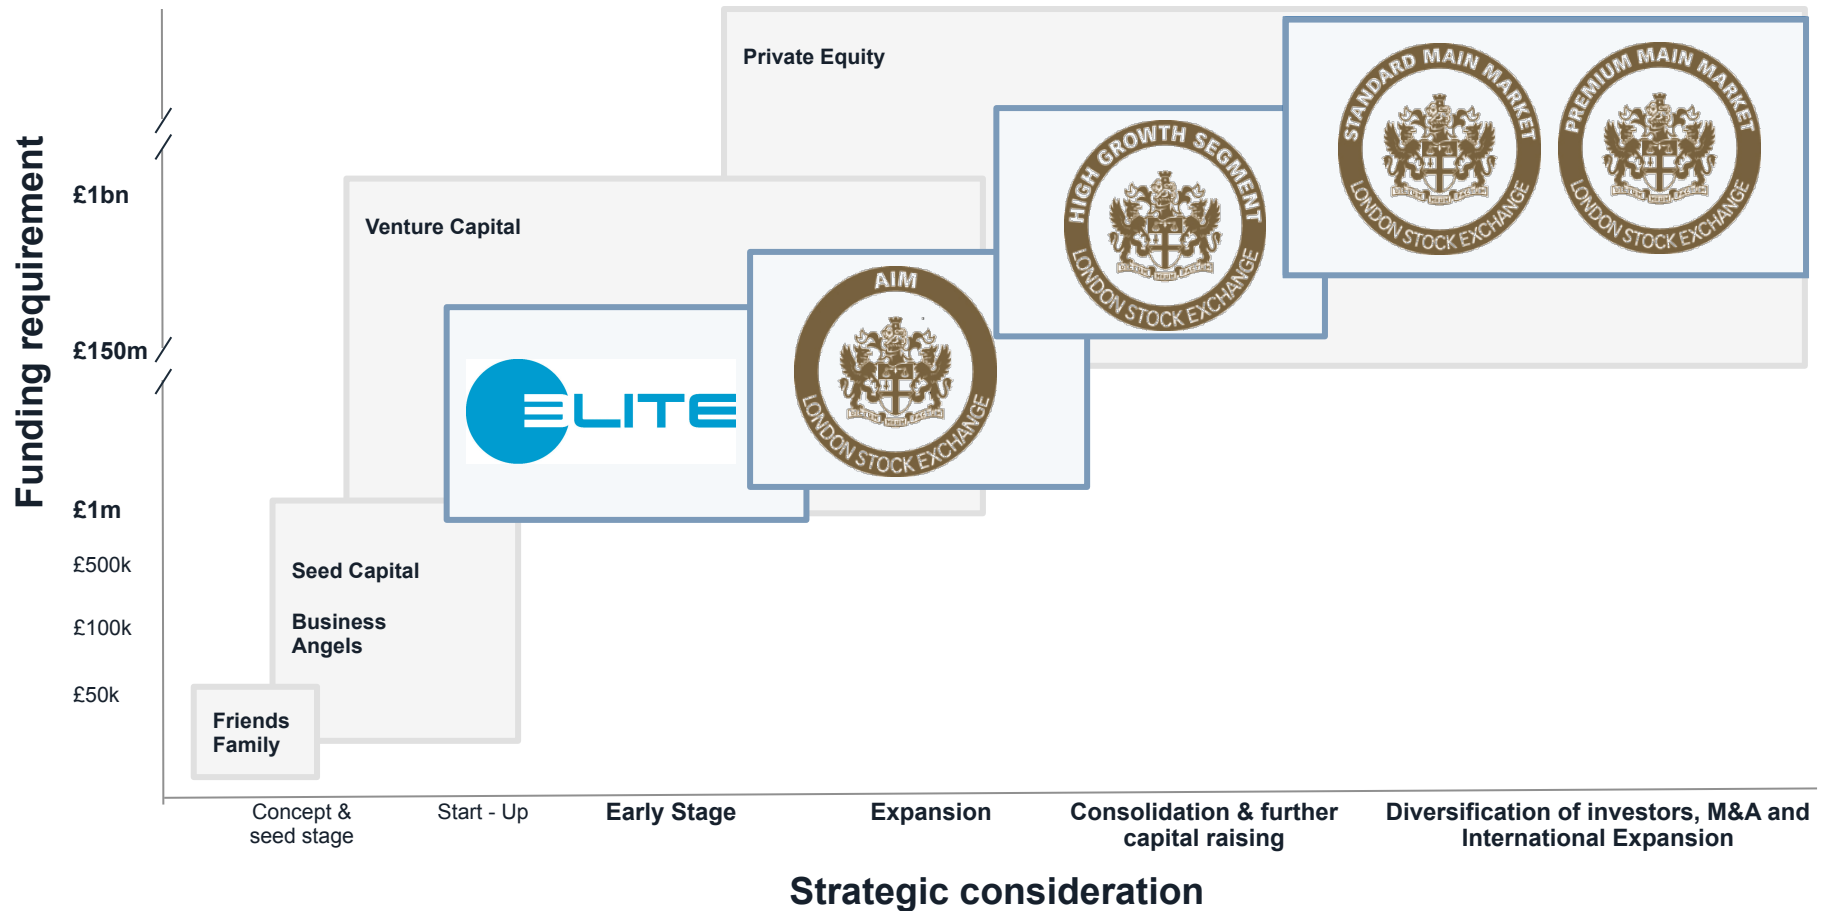 Private Equity
STANDARD MAIN MARKET
LONDON STOCK EXCHANGE
PREMIUM MAIN MARKET
LONDON STOCK EXCHANGE
HIGH GROWTH SEGMENT
LONDON STOCK EXCHANGE
Venture Capital
AIM
LONDON STOCK EXCHANGE
ELITE
Seed Capital
Business
Angels
Friends
Family
Funding requirement
£1bn
£150m
£1m
£500k
£100k
£50k
Concept &
seed stage
Start - Up
Early Stage
Expansion
Consolidation & further
capital raising
Diversification of investors, M&A and
International Expansion
Strategic consideration